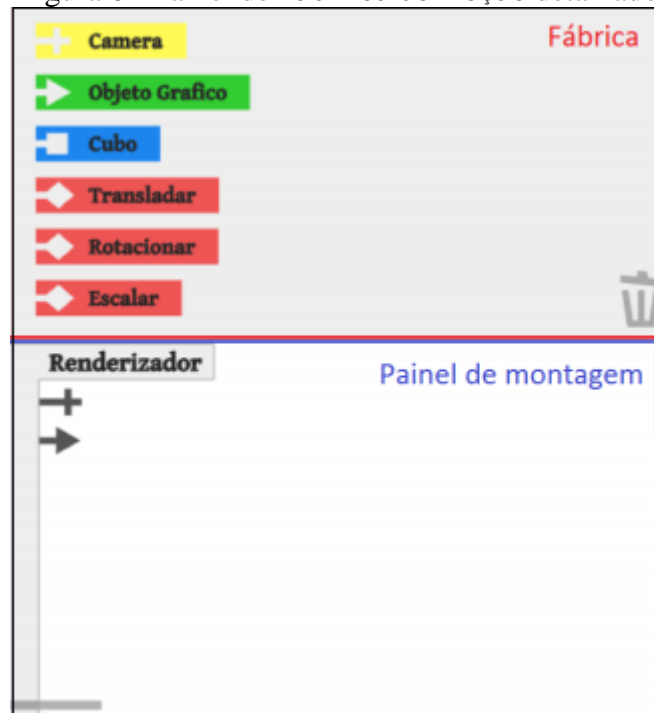 Camera
Fábrica
Objeto Grafico
Cubo
Transladar
Rotacionar
Escalar
Renderizador
Painel de montagem